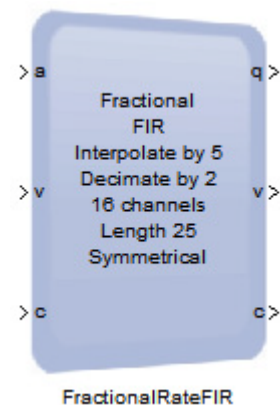 > a q >
Fractional
FIR
Interpolate by 5
Decimate by 2
> v v >
16 channels
Length 25
Symmetrical
> c c >
FractionalRateFIR